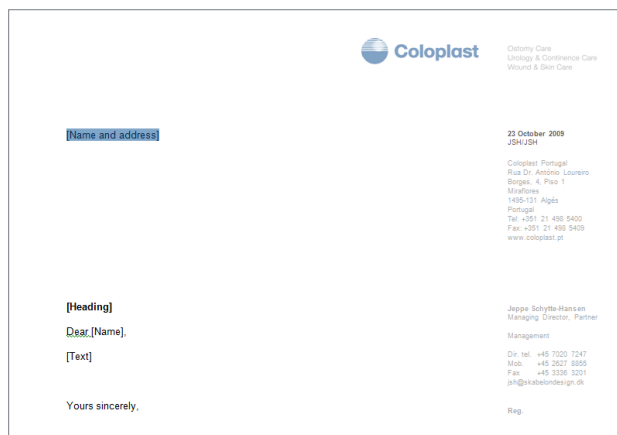 Coloplast
Ostomy Care
Urology & Continence Care
Wound & Skin Care
[Name and address]
23 October 2009
JSH/JSH
Coloplast Portugal
Rua Dr. António Loureiro
Borges, 4, Piso 1
Miraflores
1495-131 Algés
Portugal
Tel: +351 21 498 5400
Fax: +351 21 498 5409
www.coloplast.pt
[Heading]
Dear [Name],
[Text]
Yours sincerely,
Jeppe Schytte-Hansen
Managing Director, Partner
Management
Dir. tel. +45 7020 7247
Mob. +45 2627 8855
Fax +45 3336 3201
jsh@skabelondesign.dk
Reg.